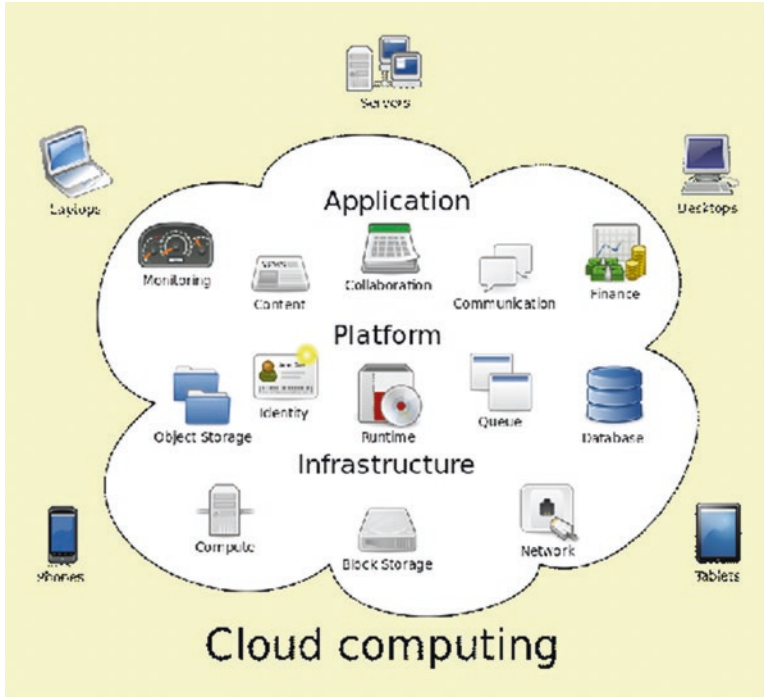 Servers
Laptops
Desktops
Application
Monitoring
Content
Collaboration
Communication
Finance
Platform
Object Storage
Identity
Runtime
Queue
Database
Infrastructure
Compute
Block Storage
Network
Phones
Tablets
Cloud computing